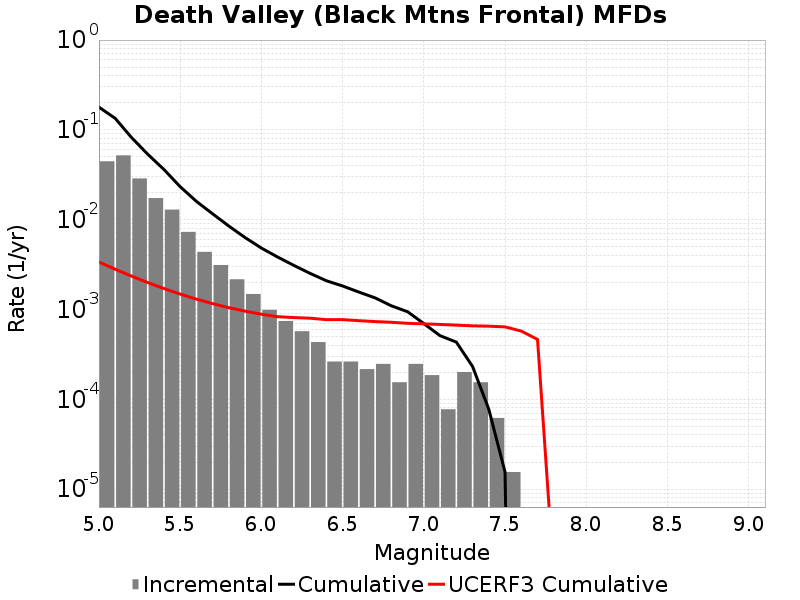 Death Valley (Black Mtns Frontal) MFDs
10^0
10^-1
10^-2
10^-3
10^-4
10^-5
Rate (1/yr)
5.0 5.5 6.0 6.5 7.0 7.5 8.0 8.5 9.0
Magnitude
Incremental Cumulative UCERF3 Cumulative